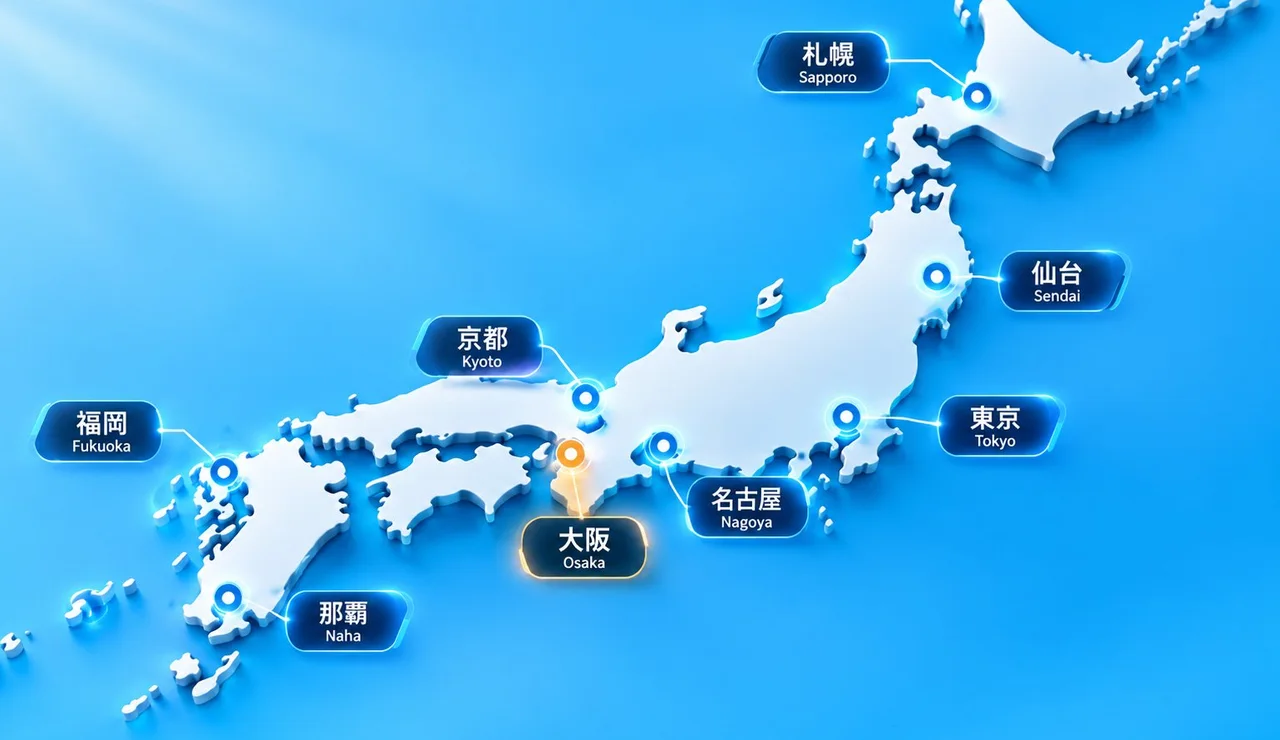 札幌
Sapporo
仙台
Sendai
京都
Kyoto
福岡
Fukuoka
東京
Tokyo
名古屋
Nagoya
大阪
Osaka
那覇
Naha